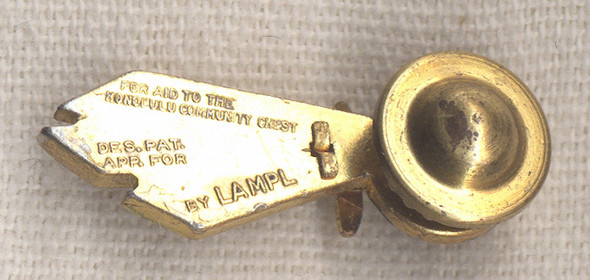 FOR AID TO THE
HONOLULU COMMUNITY CHEST
DES. PAT.
APP. FOR
BY LAMPL